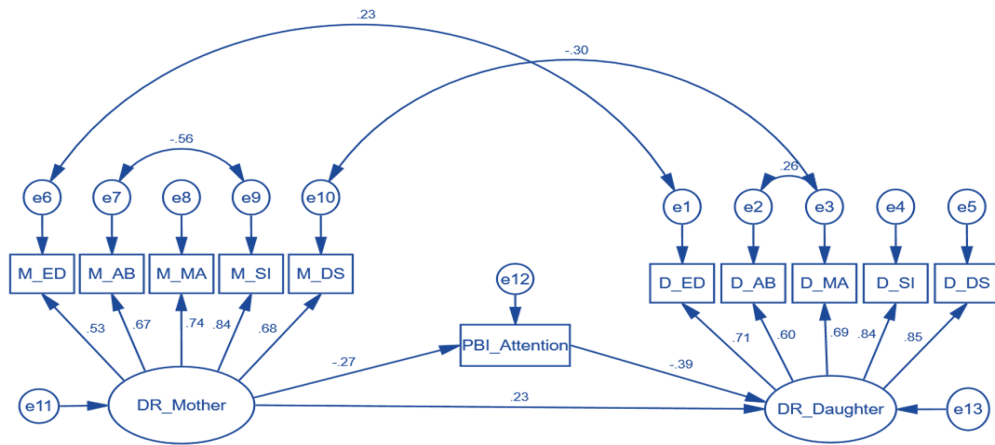 .23
-.30
-.56
.26
e6 e7 e8 e9 e10 e1 e2 e3 e4 e5
M_ED M_AB M_MA M_SI M_DS D_ED D_AB D_MA D_SI D_DS
e12
.53 .67 .74 .84 .68 .71 .60 .69 .84 .85
PBI_Attention
-.27 -.39
e11 DR_Mother .23 DR_Daughter e13